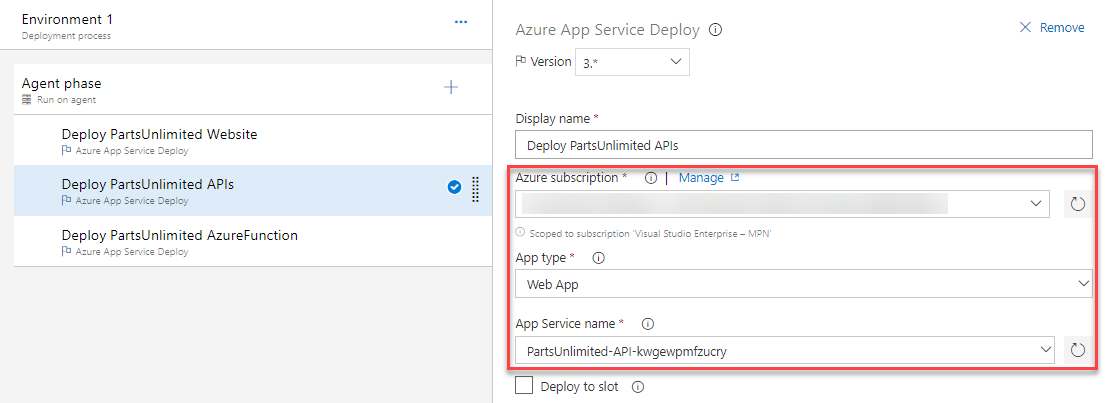 Environment 1
Deployment process
Agent phase
Run on agent
Deploy PartsUnlimited Website
Azure App Service Deploy
Deploy PartsUnlimited APIs
Azure App Service Deploy
Deploy PartsUnlimited AzureFunction
Azure App Service Deploy
Azure App Service Deploy
Remove
Version 3.*
Display name *
Deploy PartsUnlimited APIs
Azure subscription * | Manage
Scoped to subscription 'Visual Studio Enterprise – MPN'
App type *
Web App
App Service name *
PartsUnlimited-API-kwgewpmfzucry
Deploy to slot